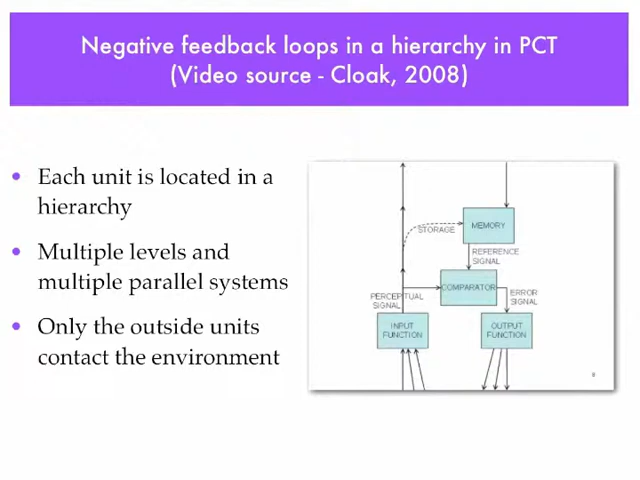 Negative feedback loops in a hierarchy in PCT
(Video source - Cloak, 2008)
• Each unit is located in a
hierarchy
• Multiple levels and
multiple parallel systems
• Only the outside units
contact the environment
STORAGE
MEMORY
REFERENCE
SIGNAL
COMPARATOR
PERCEPTUAL
SIGNAL
ERROR
SIGNAL
INPUT
FUNCTION
OUTPUT
FUNCTION